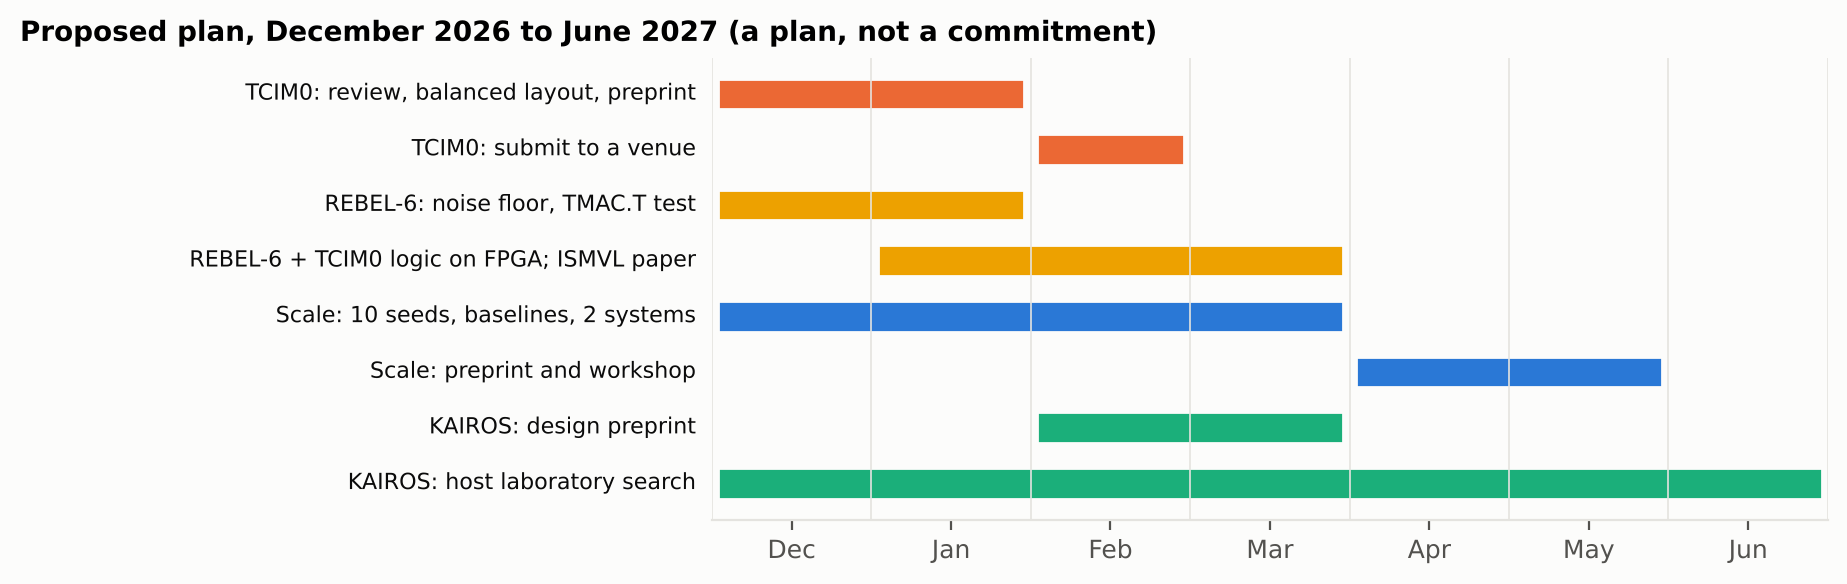 Proposed plan, December 2026 to June 2027 (a plan, not a commitment)
TCIM0: review, balanced layout, preprint
TCIM0: submit to a venue
REBEL-6: noise floor, TMAC.T test
REBEL-6 + TCIM0 logic on FPGA; ISMVL paper
Scale: 10 seeds, baselines, 2 systems
Scale: preprint and workshop
KAIROS: design preprint
KAIROS: host laboratory search
Dec Jan Feb Mar Apr May Jun